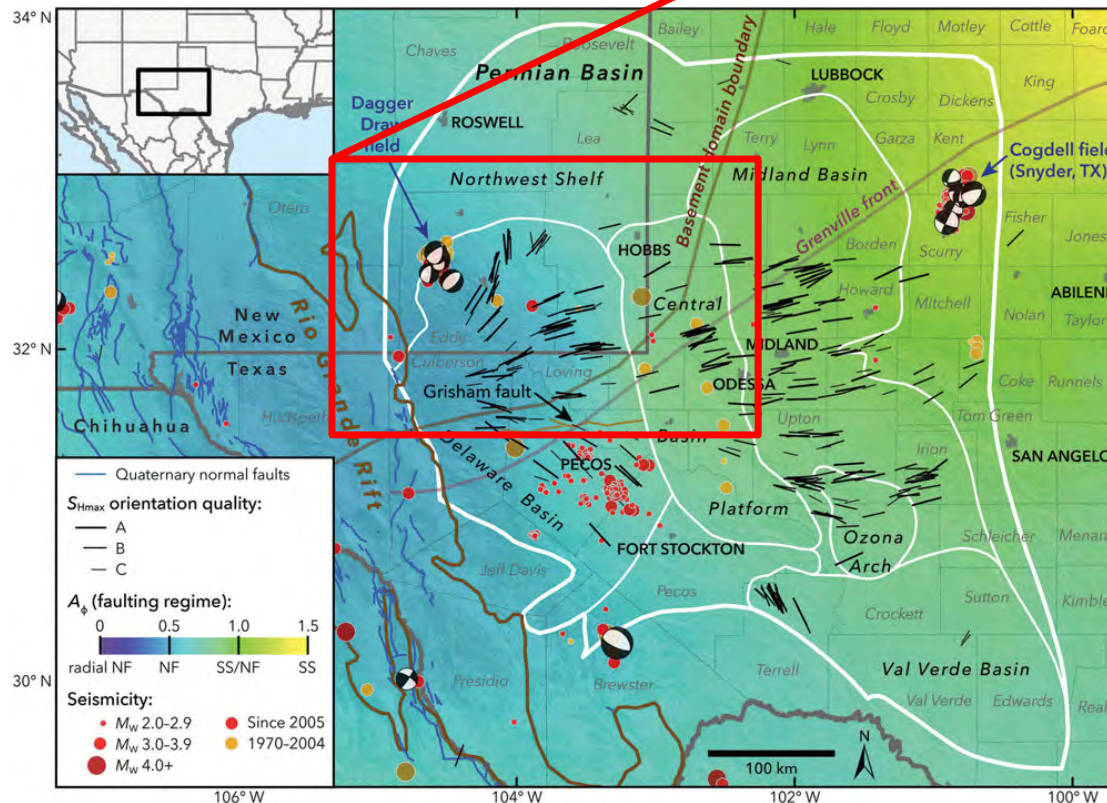 34° N
32° N
30° N
106° W
104° W
102° W
100° W
Chaves
Roosevelt
Bailey
Hale
Floyd
Motley
Cottle
Foard
Permian Basin
LUBBOCK
King
Dagger
Draw
field
ROSWELL
Lea
Basement domain boundary
Crosby
Dickens
Terry
Lynn
Garza
Kent
Cogdell field
(Snyder, TX)
Northwest Shelf
Midland Basin
Otero
Grenville front
HOBBS
Borden
Scurry
Fisher
Jones
Central
Howard
Mitchell
ABILENE
Nolan
Taylor
New
Mexico
Rio Grande Rift
Eddy
MIDLAND
Texas
Culberson
Loving
Grisham fault
ODESSA
Coke
Runnels
Chihuahua
Hudspeth
Basin
Upton
Tom Green
Irion
SAN ANGELO
Delaware Basin
PECOS
Platform
Ozona
Arch
Schleicher
Menard
FORT STOCKTON
Jeff Davis
Pecos
Crockett
Sutton
Kimble
Presidio
Brewster
Terrell
Val Verde Basin
Val Verde
Edwards
Real
Quaternary normal faults
SHmax orientation quality:
A
B
C
Aϕ (faulting regime):
0 0.5 1.0 1.5
radial NF NF SS/NF SS
Seismicity:
Mw 2.0–2.9
Since 2005
Mw 3.0–3.9
1970–2004
Mw 4.0+
100 km
N